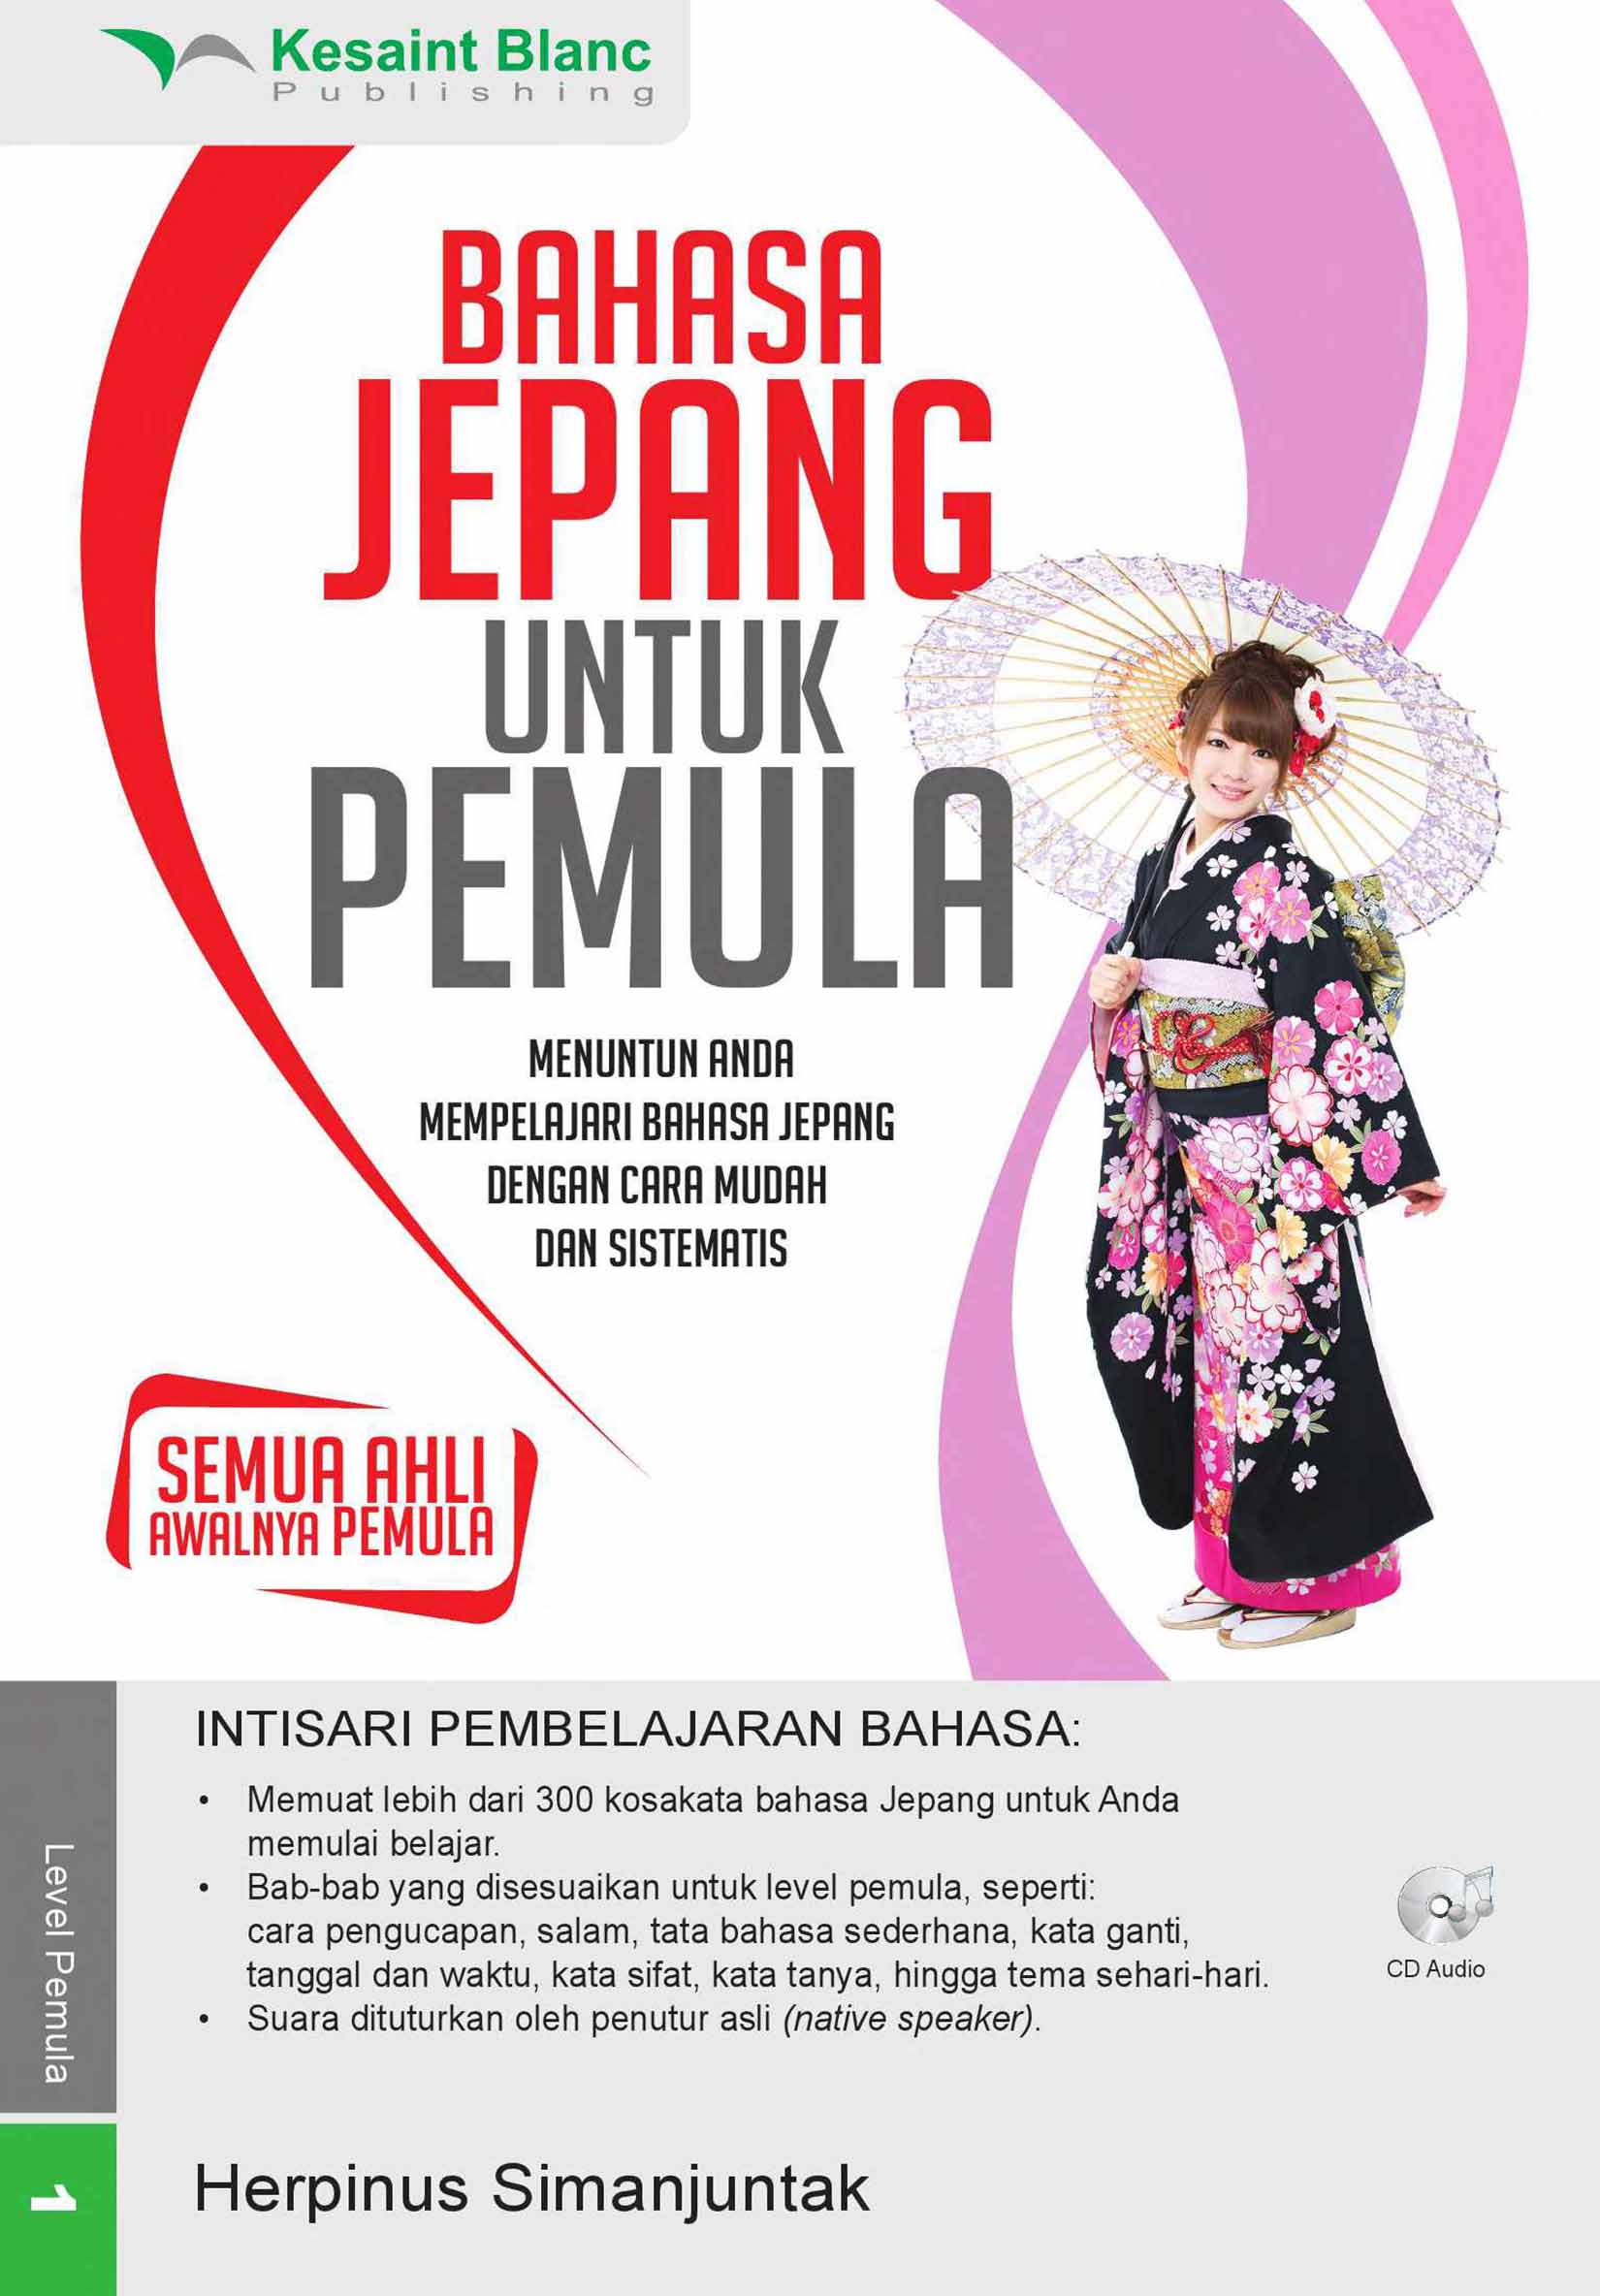 Kesaint Blanc
Publishing
BAHASA
JEPANG
UNTUK
PEMULA
MENUNTUN ANDA
MEMPELAJARI BAHASA JEPANG
DENGAN CARA MUDAH
DAN SISTEMATIS
SEMUA AHLI
AWALNYA PEMULA
INTISARI PEMBELAJARAN BAHASA:
• Memuat lebih dari 300 kosakata bahasa Jepang untuk Anda
memulai belajar.
• Bab-bab yang disesuaikan untuk level pemula, seperti:
cara pengucapan, salam, tata bahasa sederhana, kata ganti,
tanggal dan waktu, kata sifat, kata tanya, hingga tema sehari-hari.
• Suara dituturkan oleh penutur asli (native speaker).
CD Audio
Level Pemula
1
Herpinus Simanjuntak